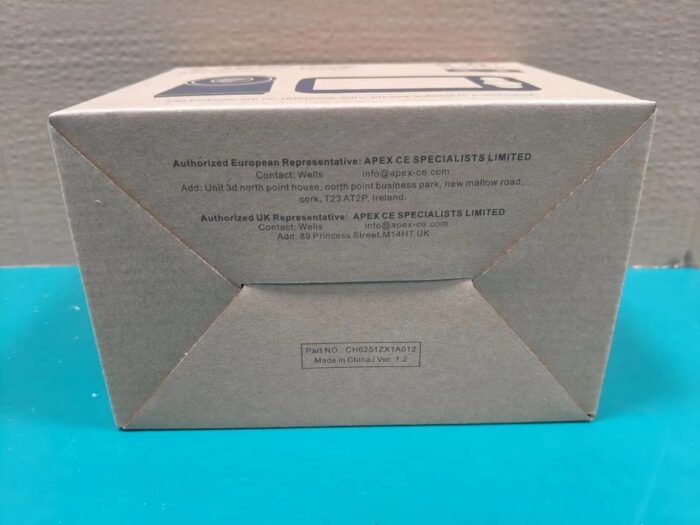 Authorized European Representative: APEX CE SPECIALISTS LIMITED
Contact: Wells info@apex-ce.com
Add: Unit 3d north point house, north point business park, new mallow road,
cork, T23 AT2P, Ireland.
Authorized UK Representative: APEX CE SPECIALISTS LIMITED
Contact: Wells info@apex-ce.com
Add: 89 Princess Street,M14HT,UK
Part NO.: CH6251ZX1A012
Made in China / Ver: 1.2